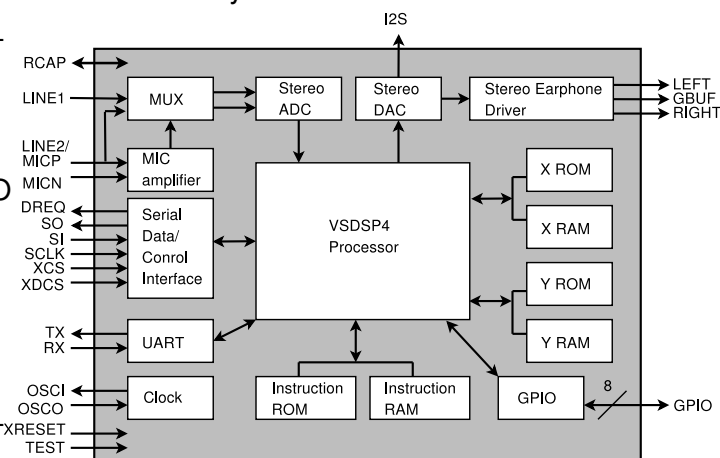 I2S
RCAP
LINE1
LINE2/
MICP
MICN
DREQ
SO
SI
SCLK
XCS
XDCS
TX
RX
OSCI
OSCO
XRESET
TEST
MUX
Stereo
ADC
Stereo
DAC
Stereo Earphone
Driver
LEFT
GBUF
RIGHT
MIC
amplifier
Serial
Data/
Conrol
Interface
VSDSP4
Processor
X ROM
X RAM
Y ROM
Y RAM
UART
Clock
Instruction
ROM
Instruction
RAM
GPIO
8
GPIO